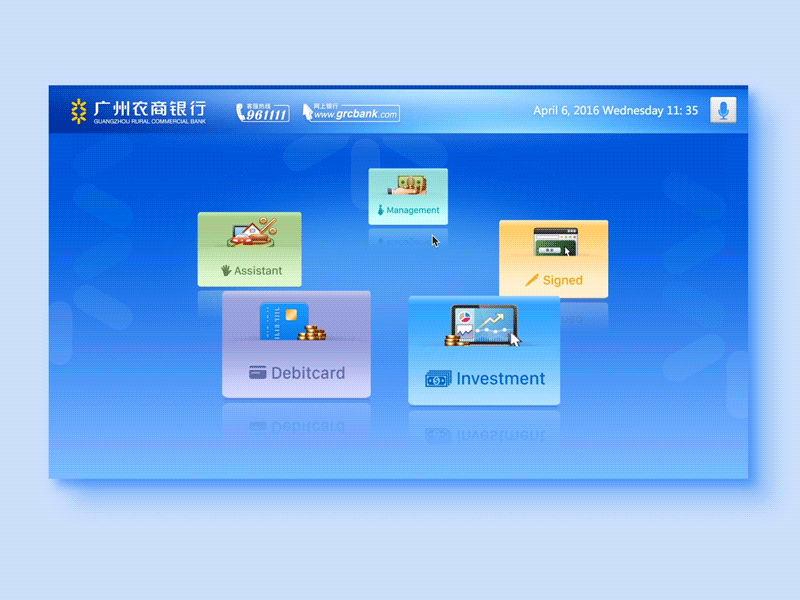 广州农商银行
GUANGZHOU RURAL COMMERCIAL BANK
客服热线
961111
网上银行
www.grcbank.com
April 6, 2016 Wednesday 11: 35
Management
Assistant
Signed
Debitcard
Investment